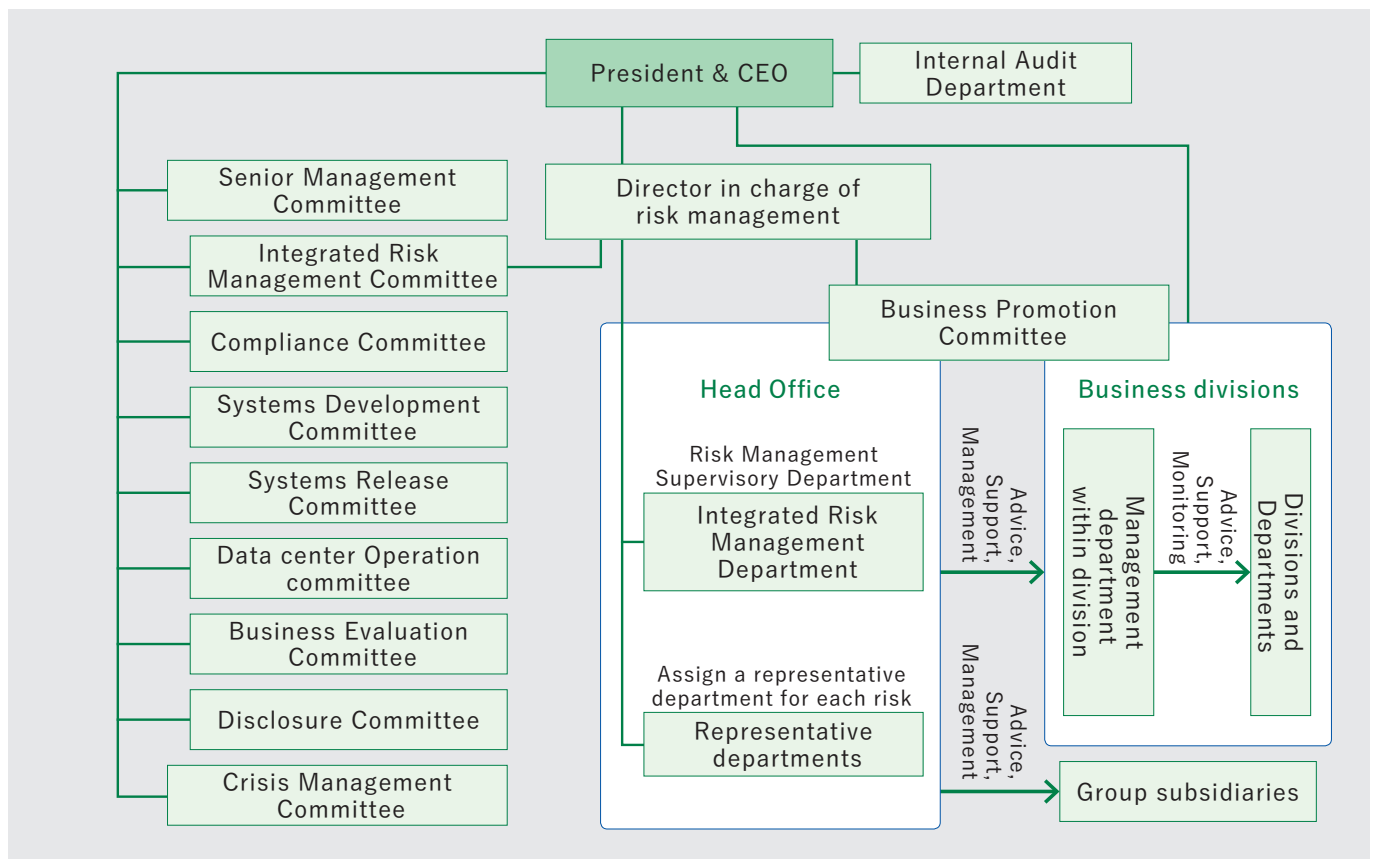 President & CEO
Internal Audit
Department
Senior Management
Committee
Integrated Risk
Management Committee
Compliance Committee
Systems Development
Committee
Systems Release
Committee
Data center Operation
committee
Business Evaluation
Committee
Disclosure Committee
Crisis Management
Committee
Director in charge of
risk management
Business Promotion
Committee
Head Office
Risk Management
Supervisory Department
Integrated Risk
Management
Department
Assign a representative
department for each risk
Representative
departments
Advice,
Support,
Management
Advice,
Support,
Management
Business divisions
Management
department
within division
Advice,
Support,
Monitoring
Divisions and
Departments
Group subsidiaries